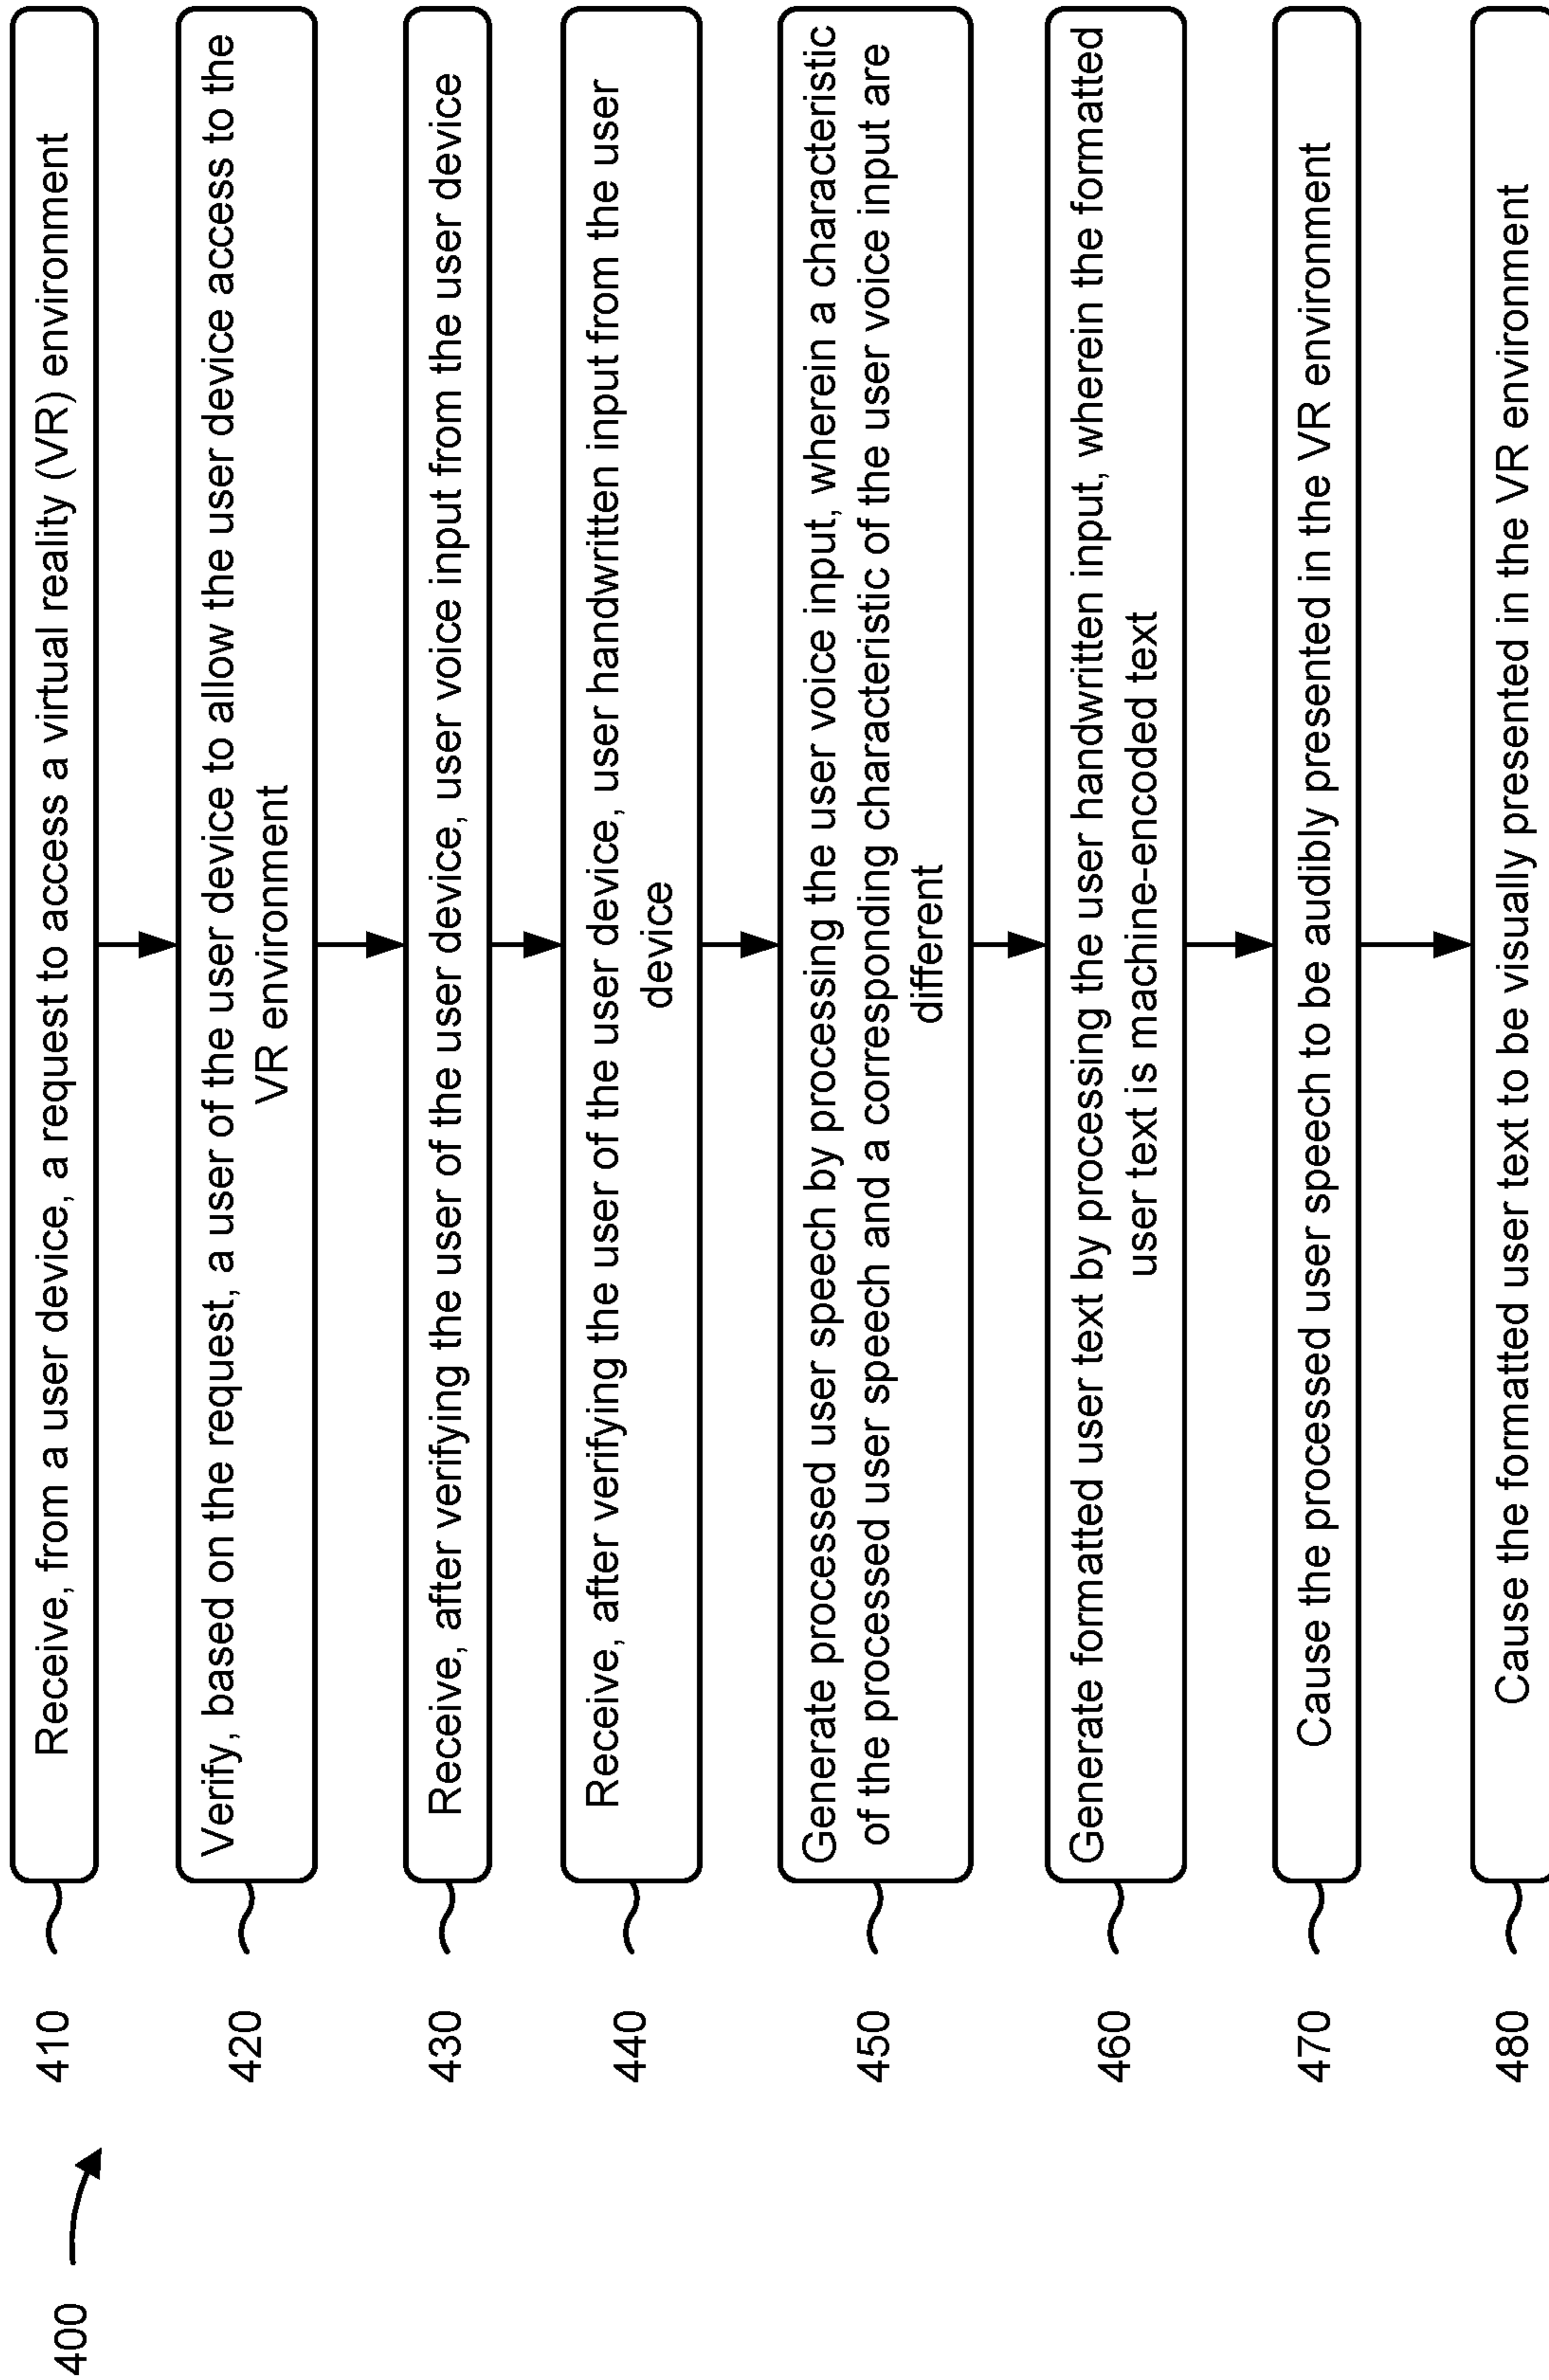 400
410
Receive, from a user device, a request to access a virtual reality (VR) environment
420
Verify, based on the request, a user of the user device to allow the user device access to the
VR environment
430
Receive, after verifying the user of the user device, user voice input from the user device
440
Receive, after verifying the user of the user device, user handwritten input from the user
device
450
Generate processed user speech by processing the user voice input, wherein a characteristic
of the processed user speech and a corresponding characteristic of the user voice input are
different
460
Generate formatted user text by processing the user handwritten input, wherein the formatted
user text is machine-encoded text
470
Cause the processed user speech to be audibly presented in the VR environment
480
Cause the formatted user text to be visually presented in the VR environment